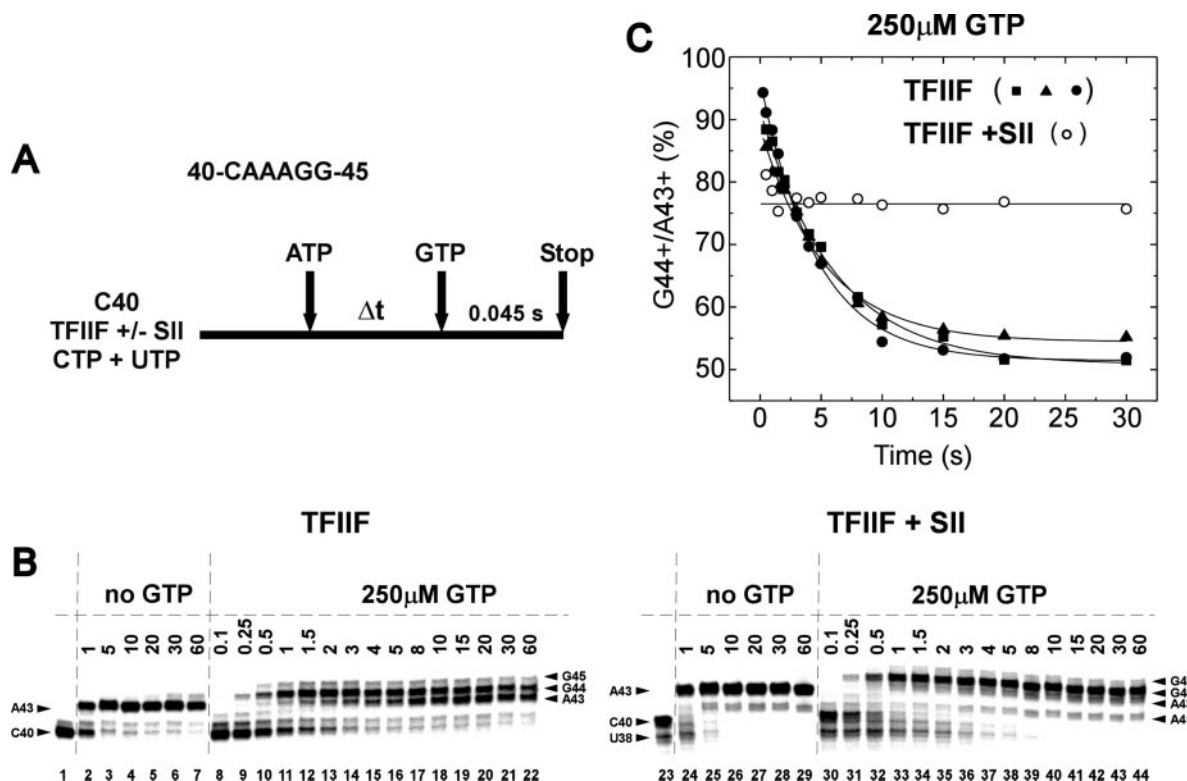 A
40-CAAAGG-45
ATP
GTP
Stop
Δt
0.045 s
C40
TFIIF +/- SII
CTP + UTP
C
250μM GTP
TFIIF ( ■ ▲ ● )
TFIIF +SII ( ○ )
G44+/A43+ (%)
100
90
80
70
60
50
0 5 10 15 20 25 30
Time (s)
B
TFIIF
no GTP
250μM GTP
1 5 10 20 30 60
0.1 0.25 0.5 1 1.5 2 3 4 5 8 10 15 20 30 60
A43
C40
G45
G44
A43
1 2 3 4 5 6 7 8 9 10 11 12 13 14 15 16 17 18 19 20 21 22
TFIIF + SII
no GTP
250μM GTP
1 5 10 20 30 60
0.1 0.25 0.5 1 1.5 2 3 4 5 8 10 15 20 30 60
A43
C40
U38
23 24 25 26 27 28 29 30 31 32 33 34 35 36 37 38 39 40 41 42 43 44